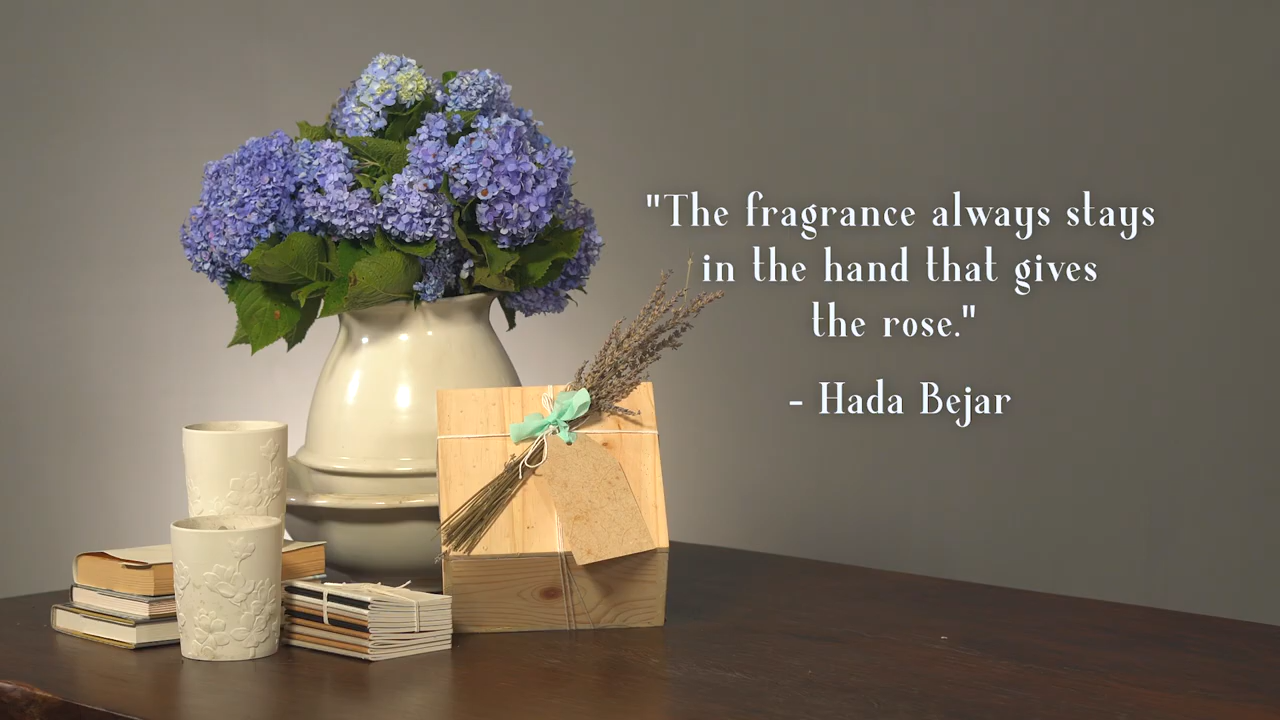 "The fragrance always stays
in the hand that gives
the rose."
- Hada Bejar